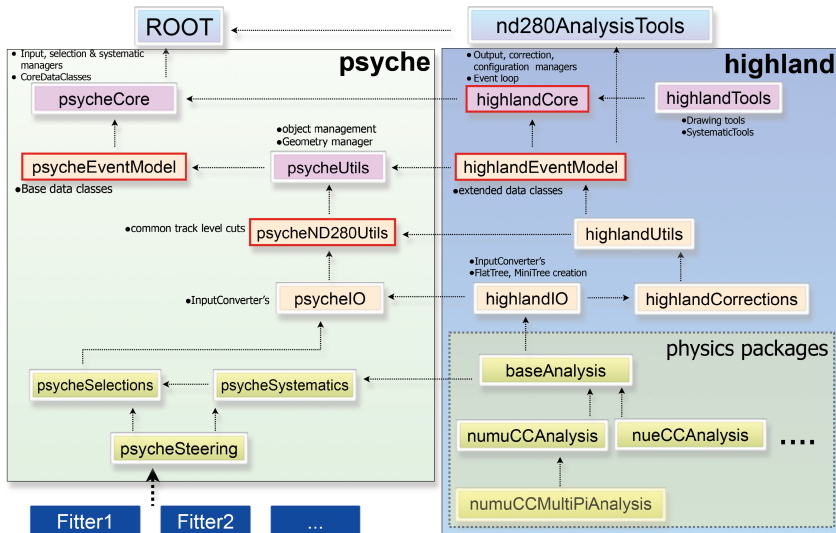 ROOT
nd280AnalysisTools
• Input, selection & systematic
managers
• CoreDataClasses
psyche
• Output, correction,
configuration managers
• Event loop
highland
psycheCore
highlandCore
highlandTools
•Drawing tools
•SystematicTools
•object management
•Geometry manager
psycheEventModel
psycheUtils
highlandEventModel
•Base data classes
•extended data classes
•common track level cuts
psycheND280Utils
highlandUtils
•InputConverter's
•FlatTree, MiniTree creation
•InputConverter's
psycheIO
highlandIO
highlandCorrections
physics packages
psycheSelections
psycheSystematics
baseAnalysis
psycheSteering
numuCCAnalysis
nueCCAnalysis
....
numuCCMultiPiAnalysis
Fitter1
Fitter2
...